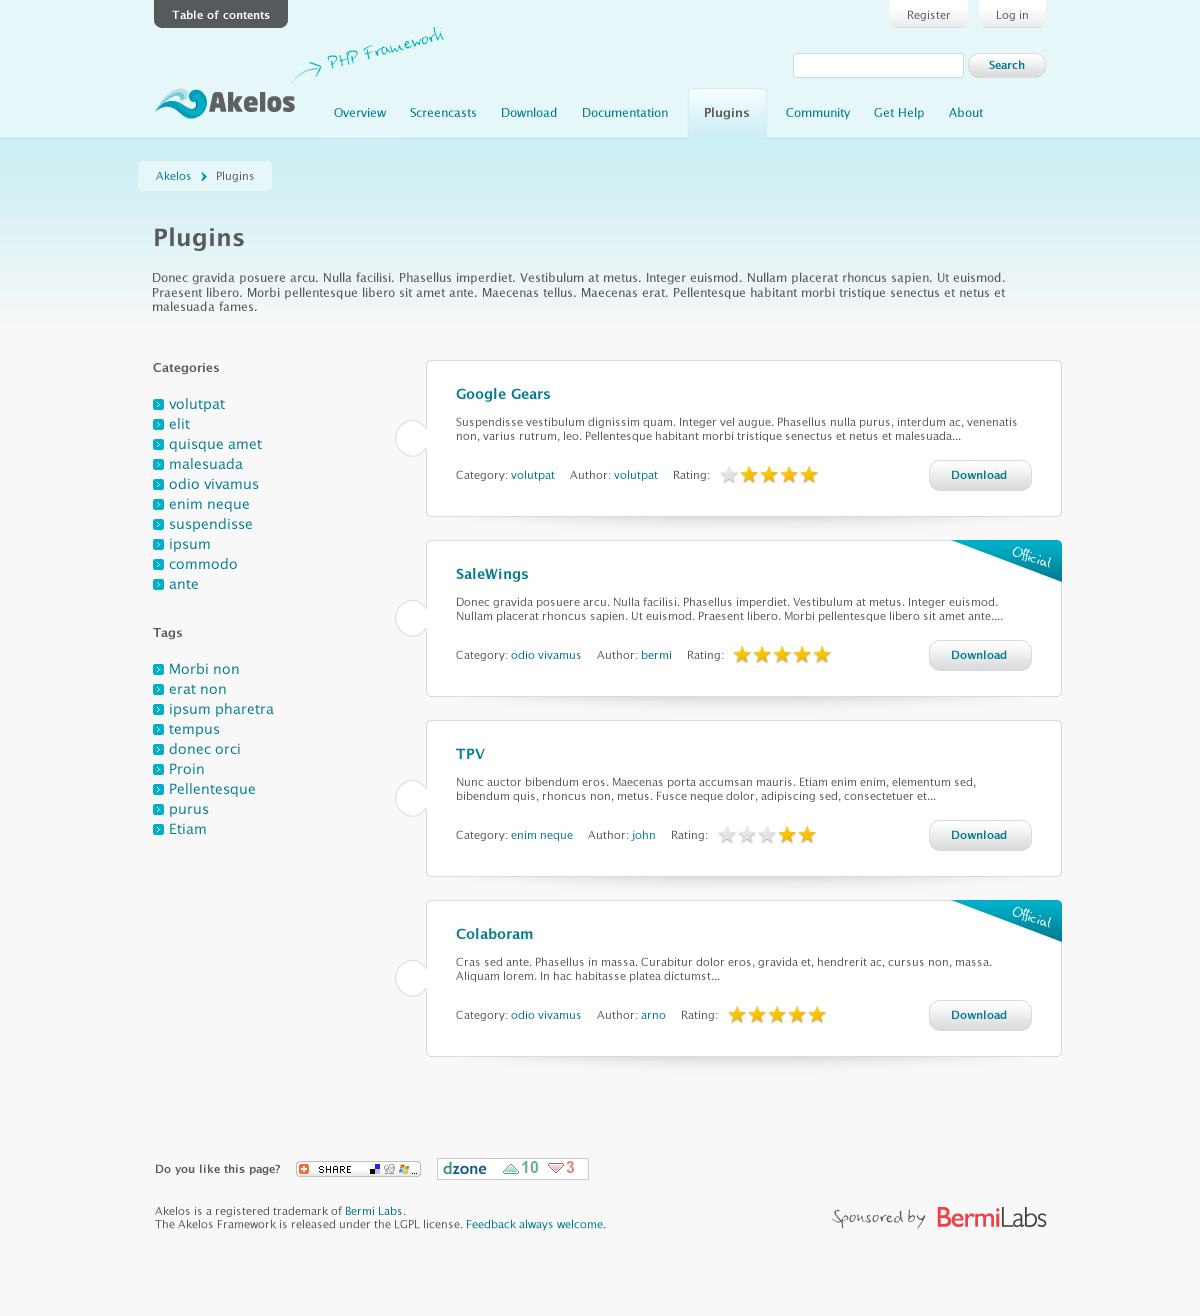 Table of contents
Register
Log in
PHP Framework
Search
Akelos
Overview
Screencasts
Download
Documentation
Plugins
Community
Get Help
About
Akelos
Plugins
Plugins
Donec gravida posuere arcu. Nulla facilisi. Phasellus imperdiet. Vestibulum at metus. Integer euismod. Nullam placerat rhoncus sapien. Ut euismod.
Praesent libero. Morbi pellentesque libero sit amet ante. Maecenas tellus. Maecenas erat. Pellentesque habitant morbi tristique senectus et netus et
malesuada fames.
Categories
volutpat
elit
quisque amet
malesuada
odio vivamus
enim neque
suspendisse
ipsum
commodo
ante
Tags
Morbi non
erat non
ipsum pharetra
tempus
donec orci
Proin
Pellentesque
purus
Etiam
Google Gears
Suspendisse vestibulum dignissim quam. Integer vel augue. Phasellus nulla purus, interdum ac, venenatis
non, varius rutrum, leo. Pellentesque habitant morbi tristique senectus et netus et malesuada...
Category: volutpat Author: volutpat Rating:
Download
Official
SaleWings
Donec gravida posuere arcu. Nulla facilisi. Phasellus imperdiet. Vestibulum at metus. Integer euismod.
Nullam placerat rhoncus sapien. Ut euismod. Praesent libero. Morbi pellentesque libero sit amet ante....
Category: odio vivamus Author: bermi Rating:
Download
TPV
Nunc auctor bibendum eros. Maecenas porta accumsan mauris. Etiam enim enim, elementum sed,
bibendum quis, rhoncus non, metus. Fusce neque dolor, adipiscing sed, consectetuer et...
Category: enim neque Author: john Rating:
Download
Official
Colaboram
Cras sed ante. Phasellus in massa. Curabitur dolor eros, gravida et, hendrerit ac, cursus non, massa.
Aliquam lorem. In hac habitasse platea dictumst...
Category: odio vivamus Author: arno Rating:
Download
Do you like this page?
SHARE
dzone 10 3
Akelos is a registered trademark of Bermi Labs.
The Akelos Framework is released under the LGPL license. Feedback always welcome.
Sponsored by BermiLabs